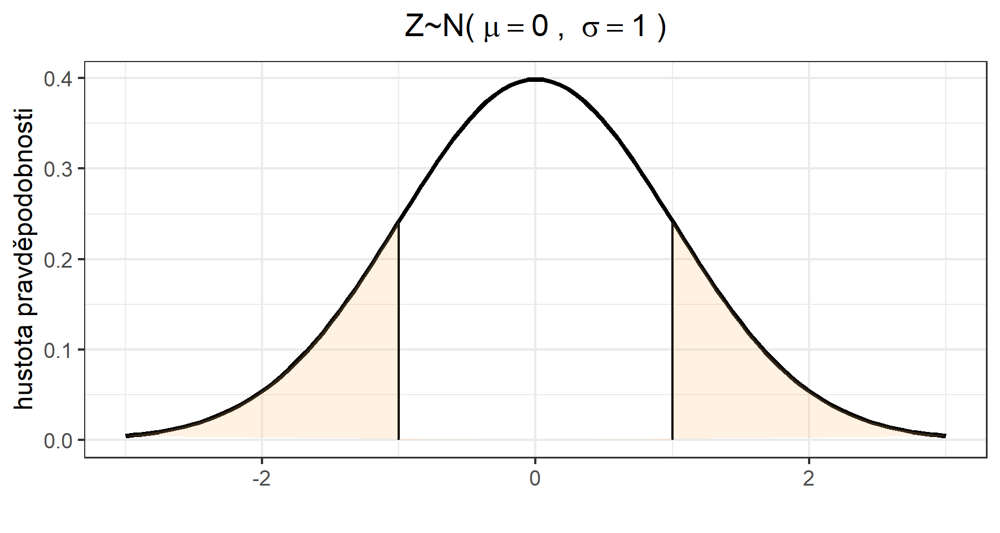 Z~N( μ = 0 , σ = 1 )
hustota pravděpodobnosti
0.4
0.3
0.2
0.1
0.0
-2 0 2